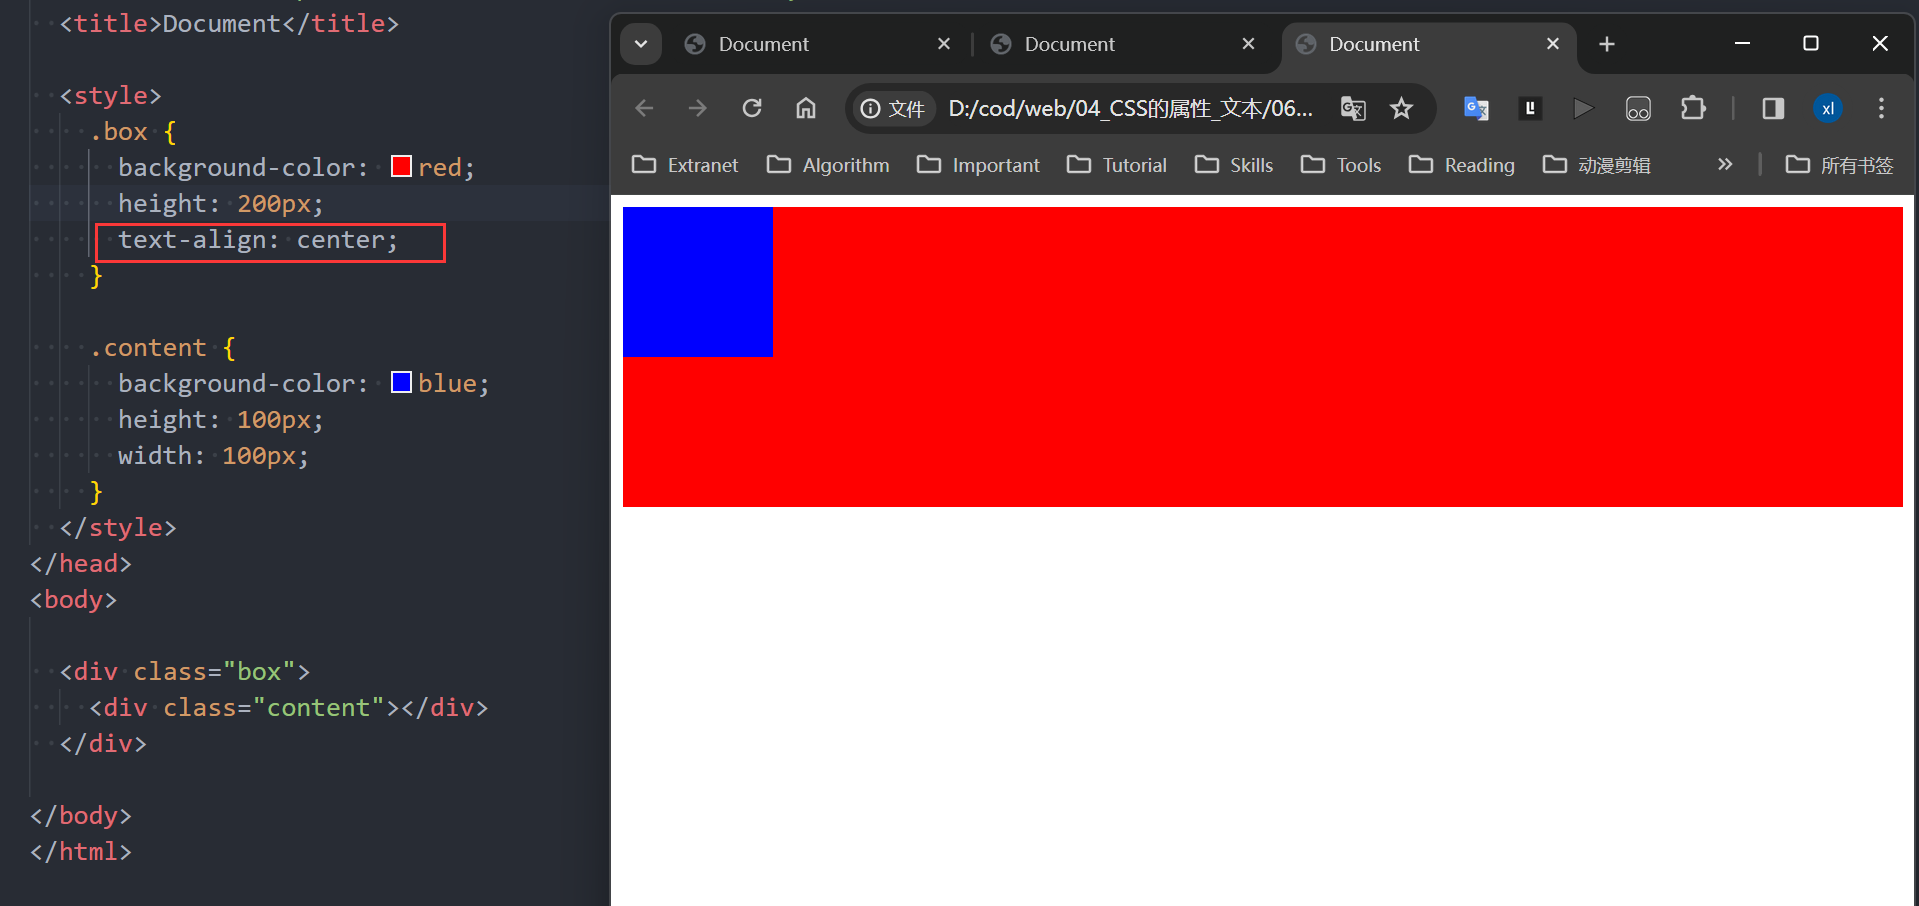 <title>Document</title>
<style>
.box {
background-color: red;
height: 200px;
text-align: center;
}
.content {
background-color: blue;
height: 100px;
width: 100px;
}
</style>
</head>
<body>
<div class="box">
<div class="content"></div>
</div>
</body>
</html>
Document Document Document
文件 D:/cod/web/04_CSS的属性_文本/06... xl
Extranet Algorithm Important Tutorial Skills Tools Reading 动漫剪辑 » 所有书签